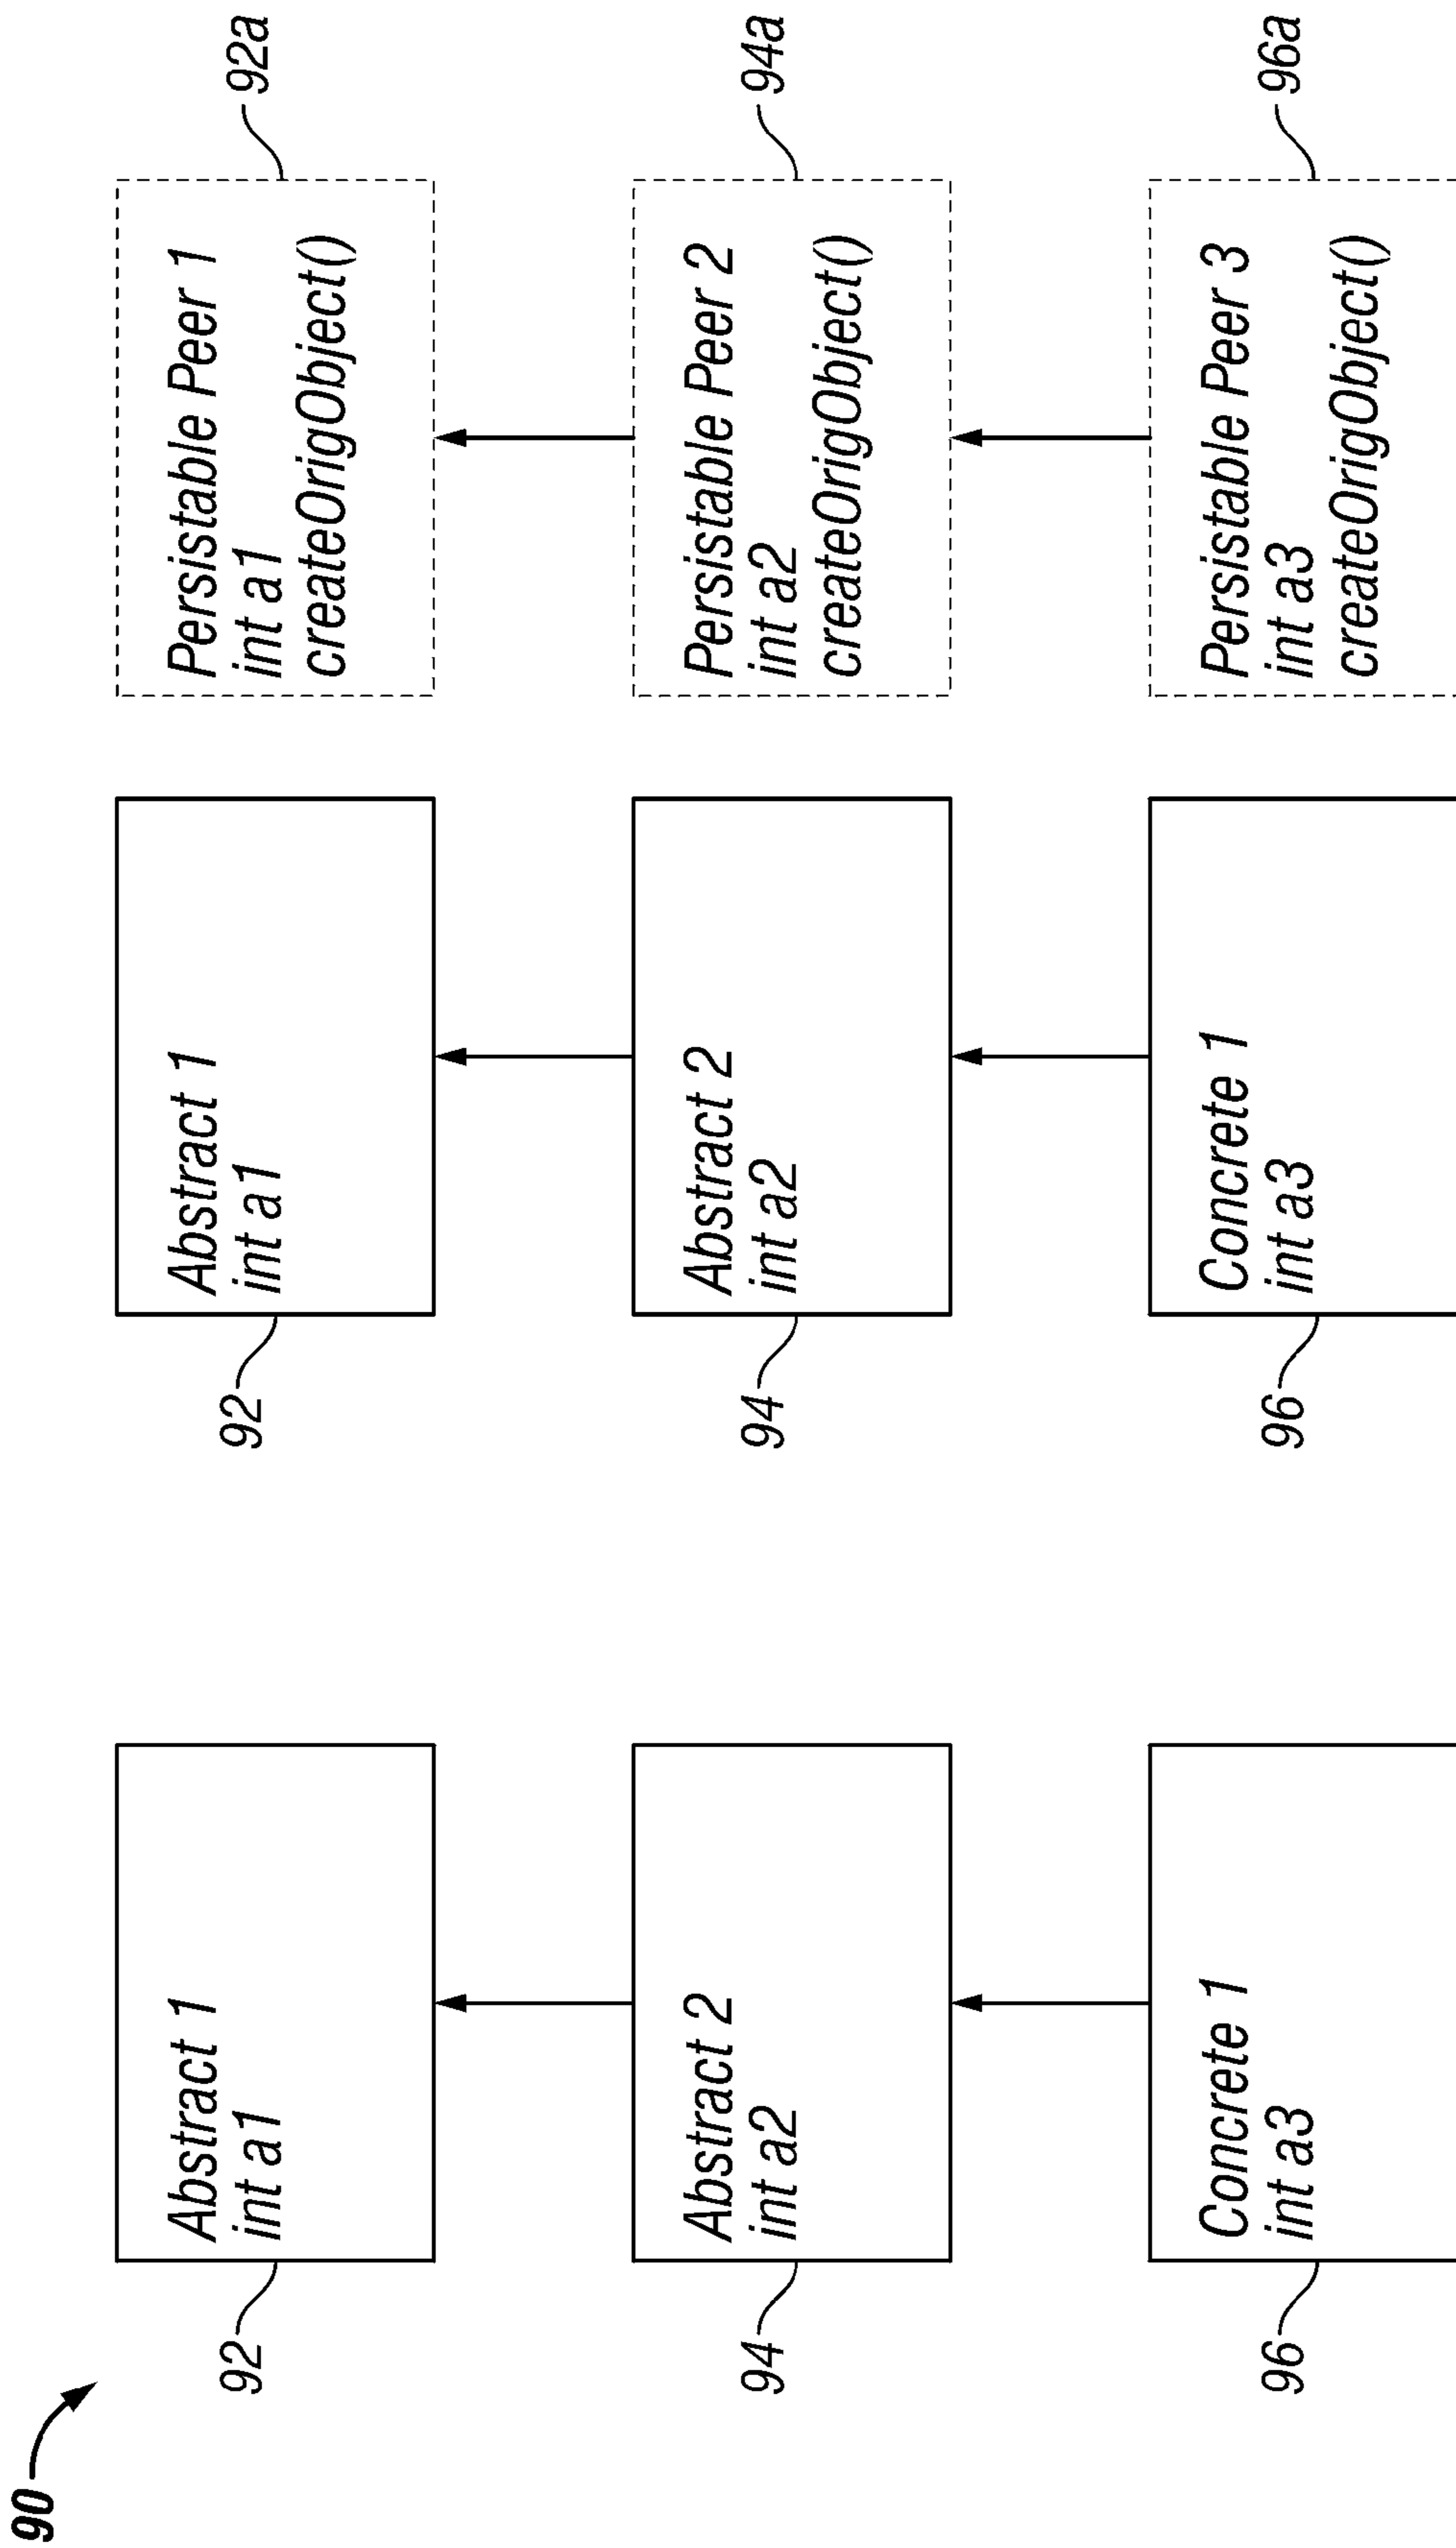 90
92
Abstract 1
int a1
94
Abstract 2
int a2
96
Concrete 1
int a3
92
Abstract 1
int a1
94
Abstract 2
int a2
96
Concrete 1
int a3
Persistable Peer 1
int a1
createOrigObject()
92a
Persistable Peer 2
int a2
createOrigObject()
94a
Persistable Peer 3
int a3
createOrigObject()
96a